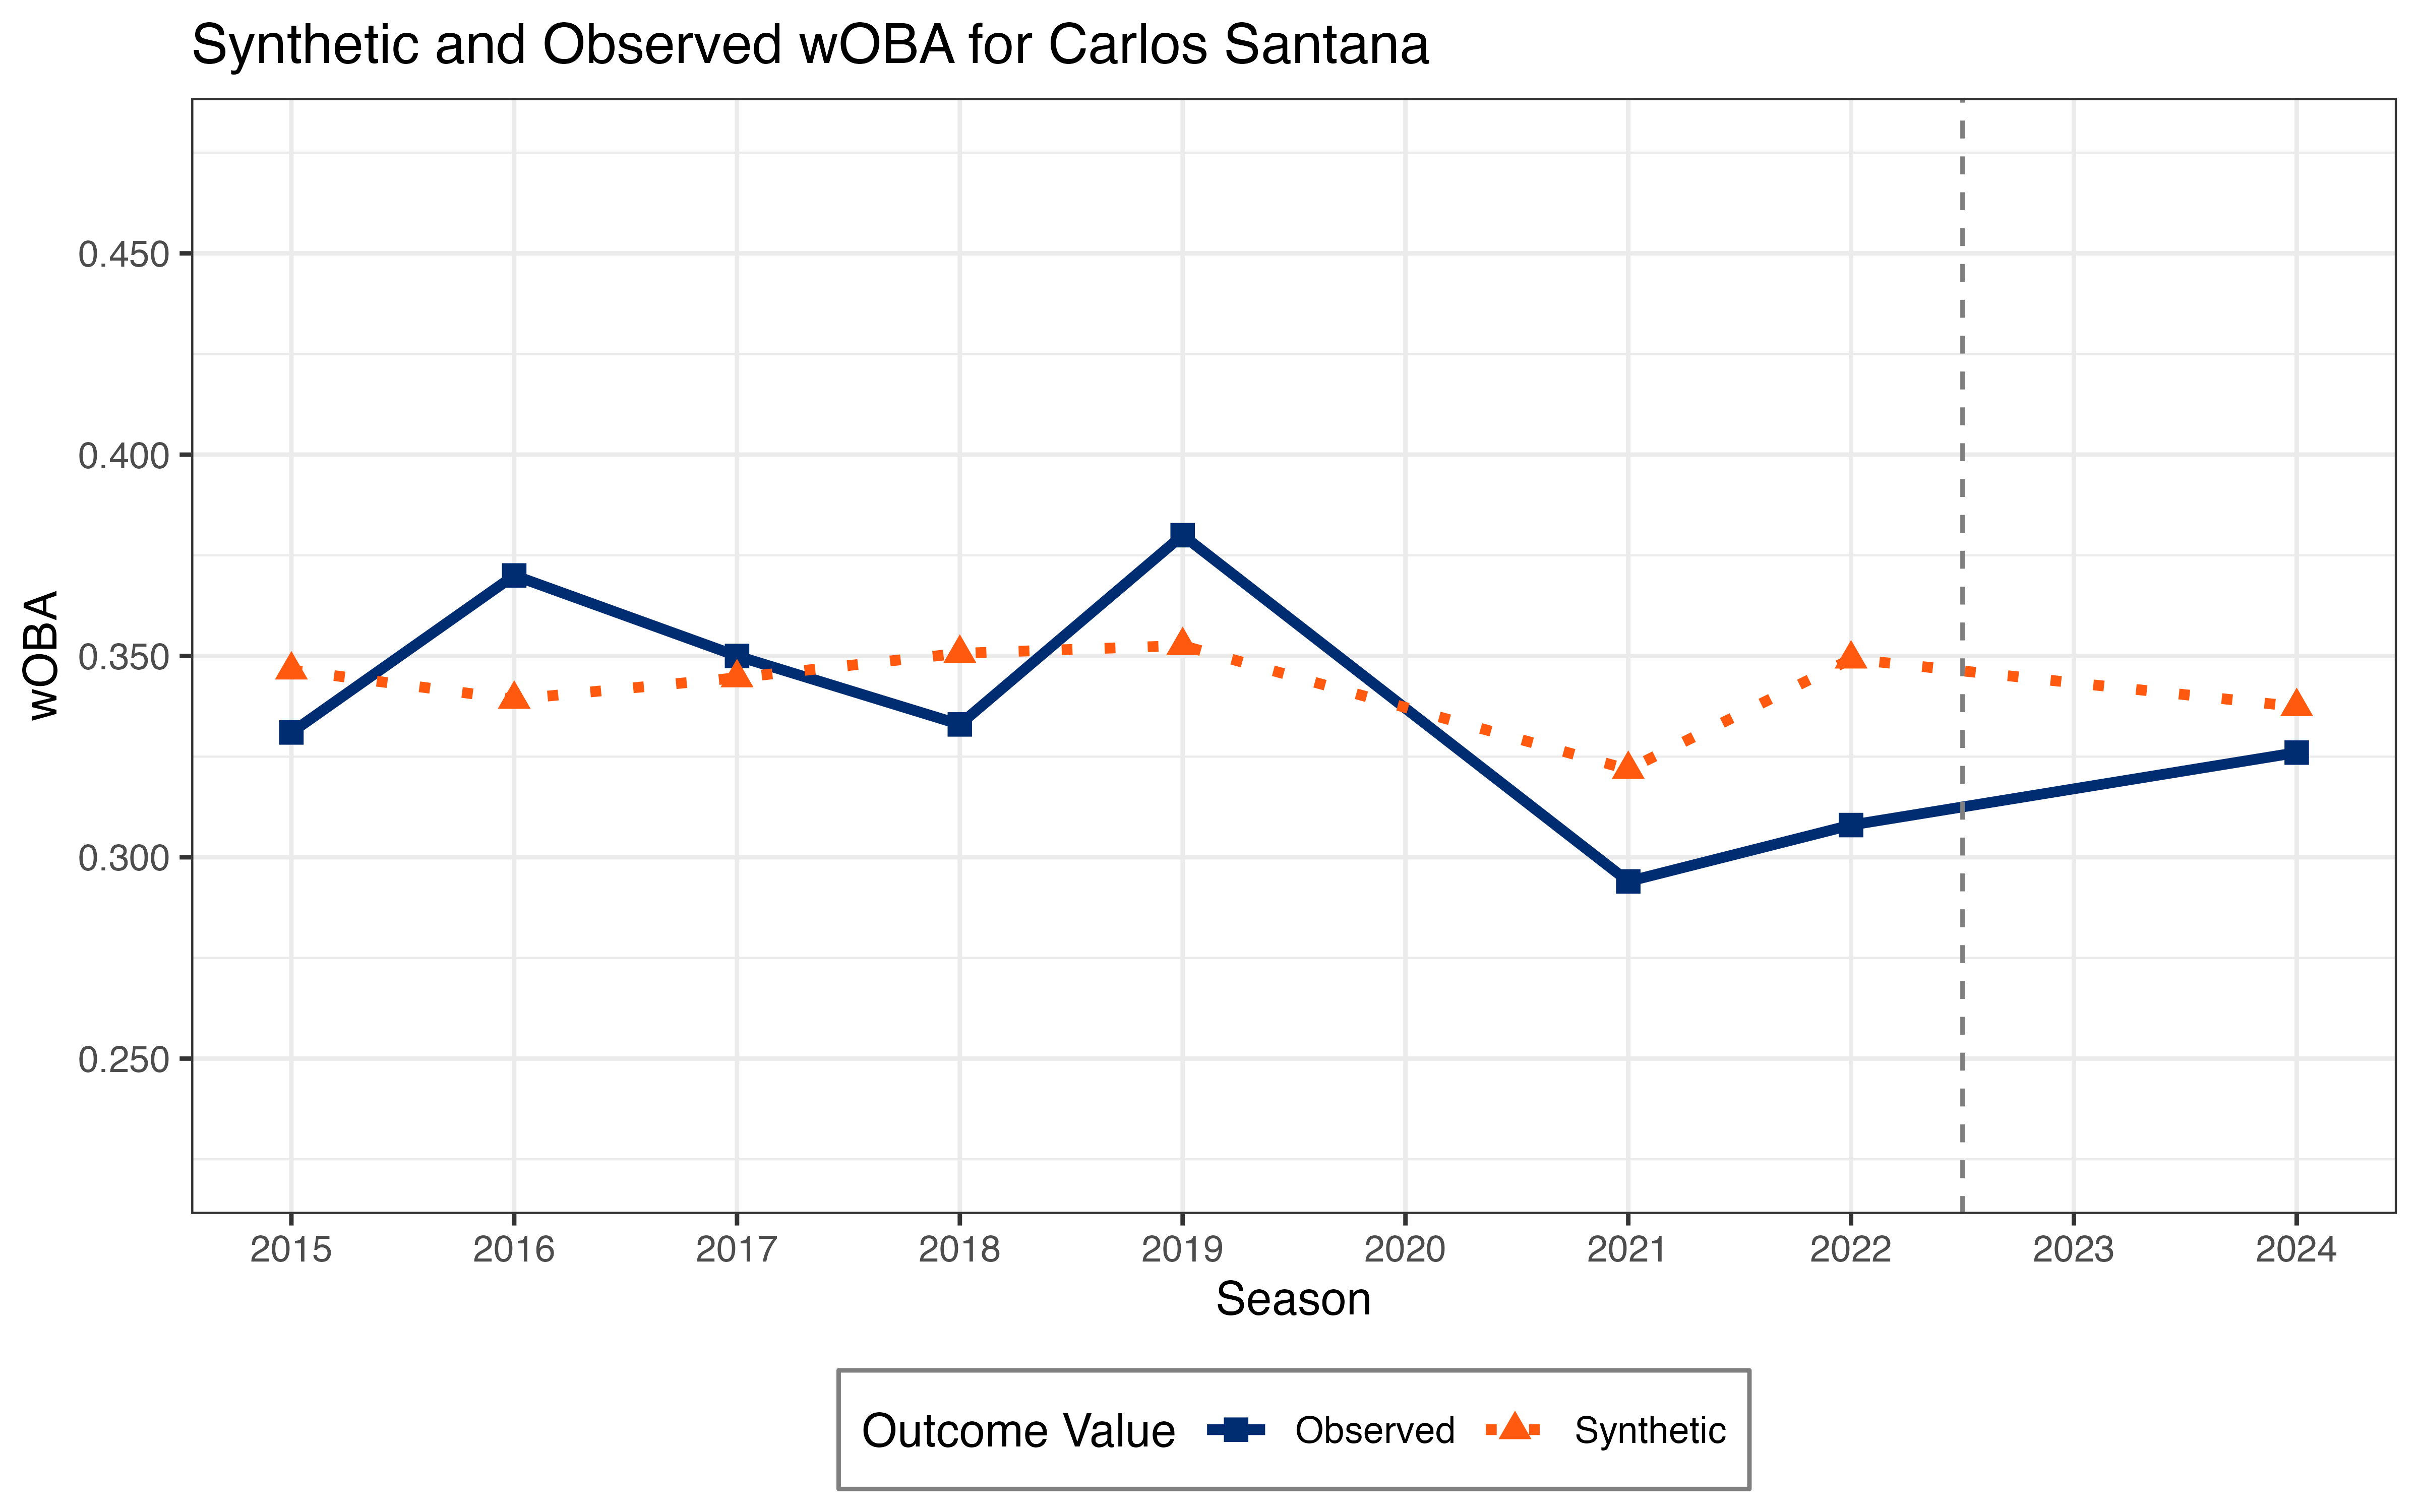 Synthetic and Observed wOBA for Carlos Santana
wOBA
0.450
0.400
0.350
0.300
0.250
2015 2016 2017 2018 2019 2020 2021 2022 2023 2024
Season
Outcome Value Observed Synthetic